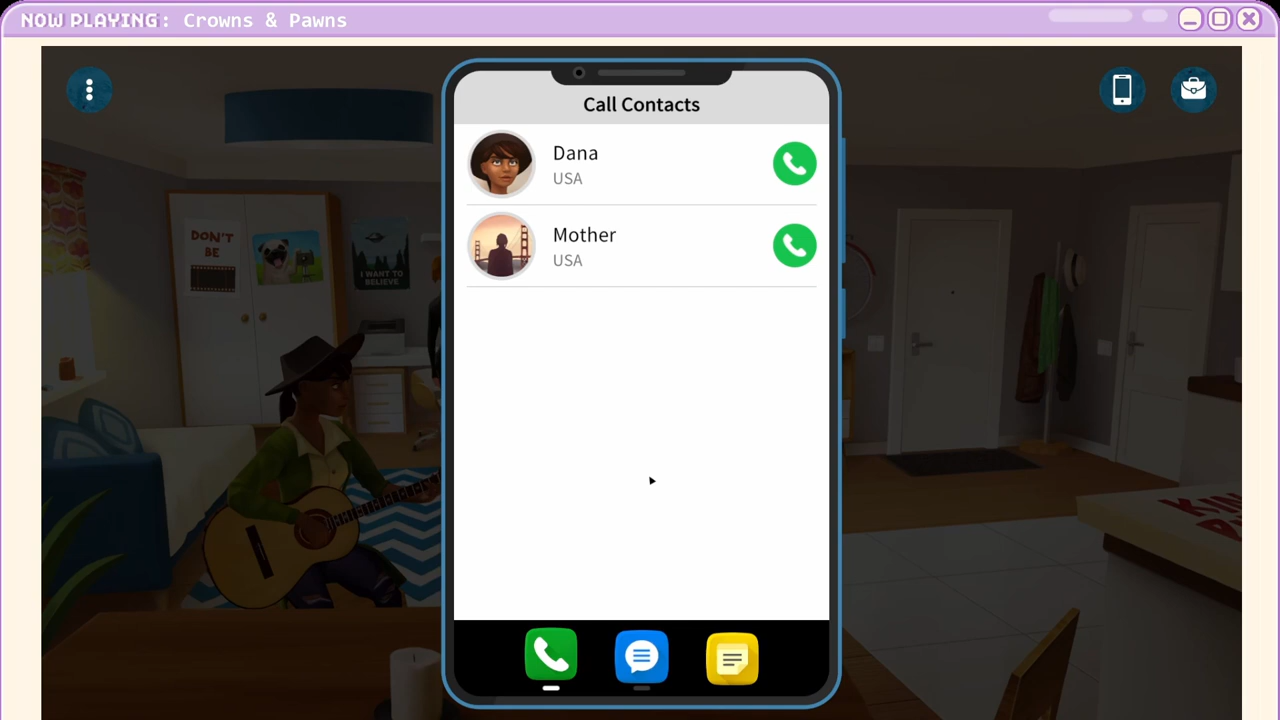 NOW PLAYING: Crowns & Pawns
Call Contacts
Dana
USA
Mother
USA
DON'T
BE
I WANT TO
BELIEVE